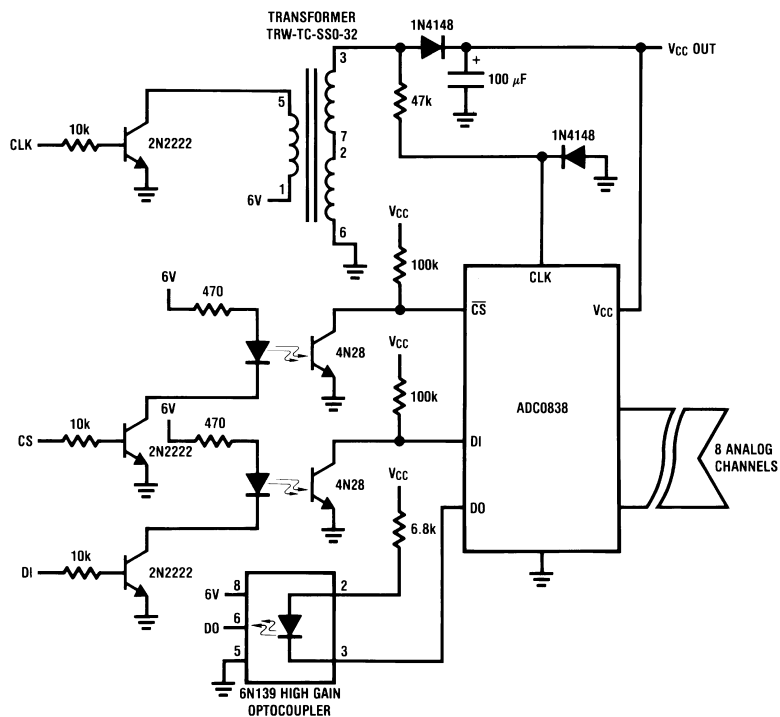 TRANSFORMER
TRW-TC-SS0-32
1N4148
VCC OUT
3
+
100 µF
5
47k
10k
CLK
2N2222
7
2
1N4148
1
6V
6
VCC
100k
CLK
6V
470
CS
VCC
4N28
VCC
100k
ADC0838
6V
470
10k
CS
2N2222
DI
8 ANALOG
CHANNELS
4N28
VCC
DO
6.8k
10k
DI
2N2222
8
2
6V
6
DO
5
3
6N139 HIGH GAIN
OPTOCOUPLER